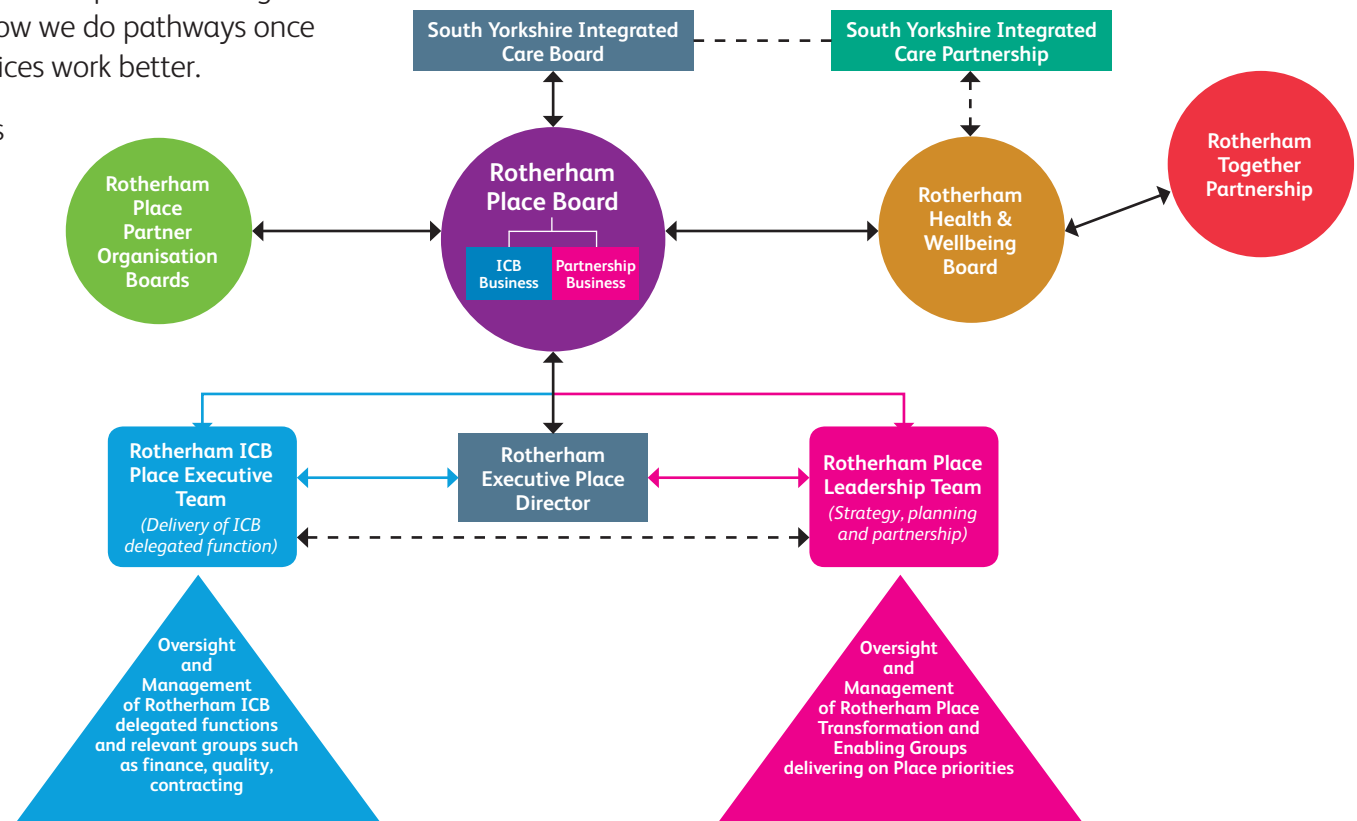 ow we do pathways once
ices work better.
s
South Yorkshire Integrated
Care Board
South Yorkshire Integrated
Care Partnership
Rotherham
Place
Partner
Organisation
Boards
Rotherham
Place Board
ICB
Business
Partnership
Business
Rotherham
Health &
Wellbeing
Board
Rotherham
Together
Partnership
Rotherham ICB
Place Executive
Team
(Delivery of ICB
delegated function)
Rotherham
Executive Place
Director
Rotherham Place
Leadership Team
(Strategy, planning
and partnership)
Oversight
and
Management
of Rotherham ICB
delegated functions
and relevant groups such
as finance, quality,
contracting
Oversight
and
Management
of Rotherham Place
Transformation and
Enabling Groups
delivering on Place priorities